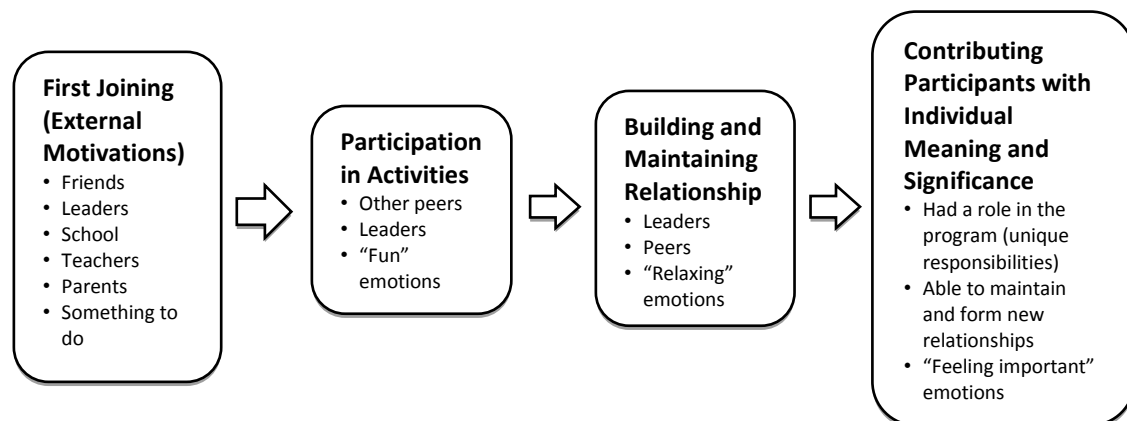 First Joining
(External
Motivations)
• Friends
• Leaders
• School
• Teachers
• Parents
• Something to
do
Participation
in Activities
• Other peers
• Leaders
• “Fun”
emotions
Building and
Maintaining
Relationship
• Leaders
• Peers
• “Relaxing”
emotions
Contributing
Participants with
Individual
Meaning and
Significance
• Had a role in the
program (unique
responsibilities)
• Able to maintain
and form new
relationships
• “Feeling important”
emotions